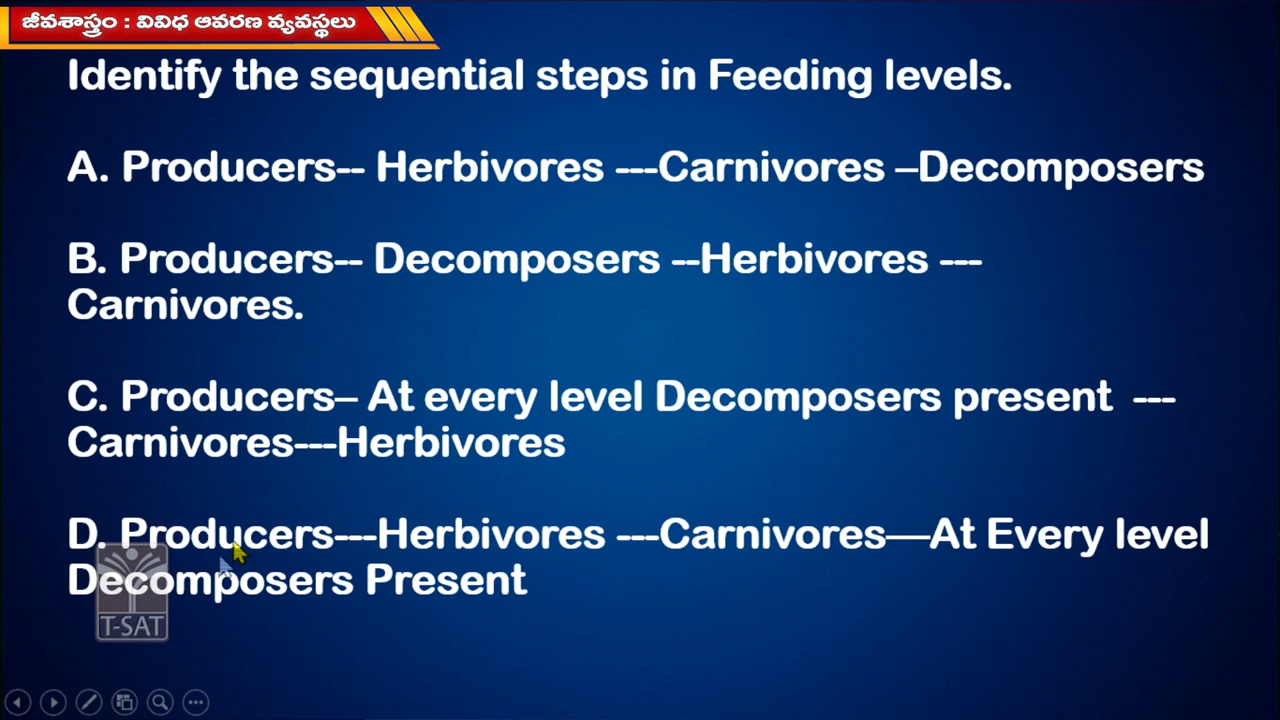 జీవశాస్త్రం : వివిధ ఆవరణ వ్యవస్థలు
Identify the sequential steps in Feeding levels.
A. Producers-- Herbivores ---Carnivores –Decomposers
B. Producers-- Decomposers --Herbivores ---
Carnivores.
C. Producers– At every level Decomposers present ---
Carnivores---Herbivores
D. Producers---Herbivores ---Carnivores—At Every level
Decomposers Present
T-SAT